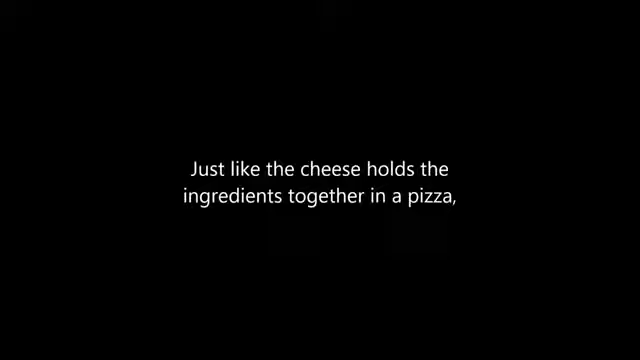 Just like the cheese holds the
ingredients together in a pizza,